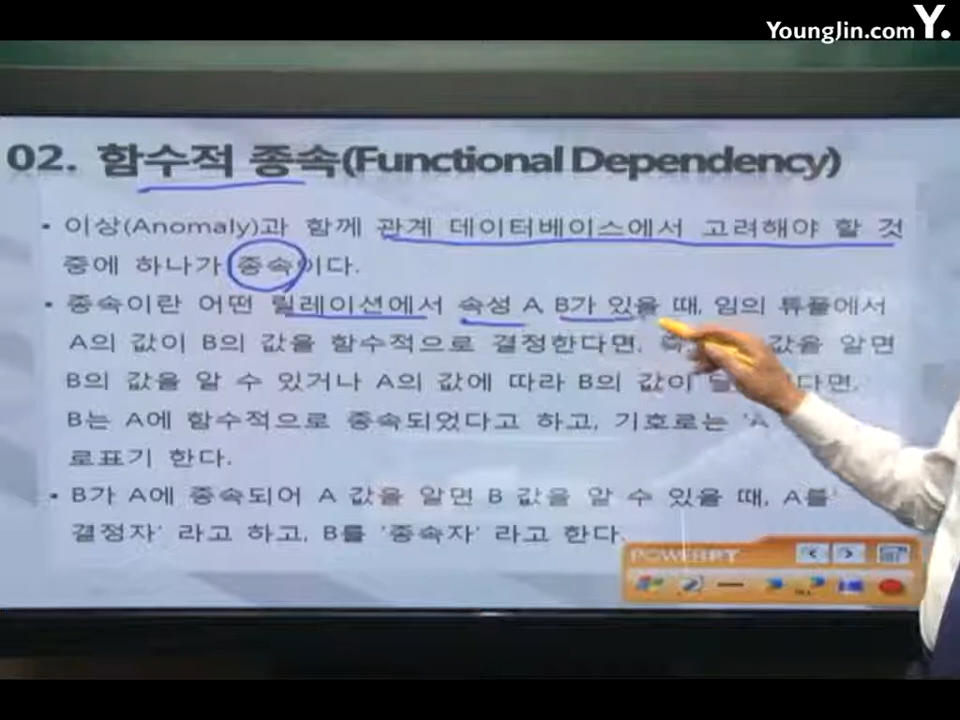 YoungJin.com Y.
02. 함수적 종속(Functional Dependency)
• 이상(Anomaly)과 함께 관계 데이터베이스에서 고려해야 할 것
중에 하나가 종속이다.
• 종속이란 어떤 릴레이션에서 속성 A, B가 있을 때, 임의 튜플에서
A의 값이 B의 값을 함수적으로 결정한다면, 값을 알면
B의 값을 알 수 있거나 A의 값에 따라 B의 값이
B는 A에 함수적으로 종속되었다고 하고, 기호로는 'A
로표기 한다.
• B가 A에 종속되어 A 값을 알면 B 값을 알 수 있을 때, A를 '
결정자' 라고 하고, B를 '종속자' 라고 한다.
POWERPT